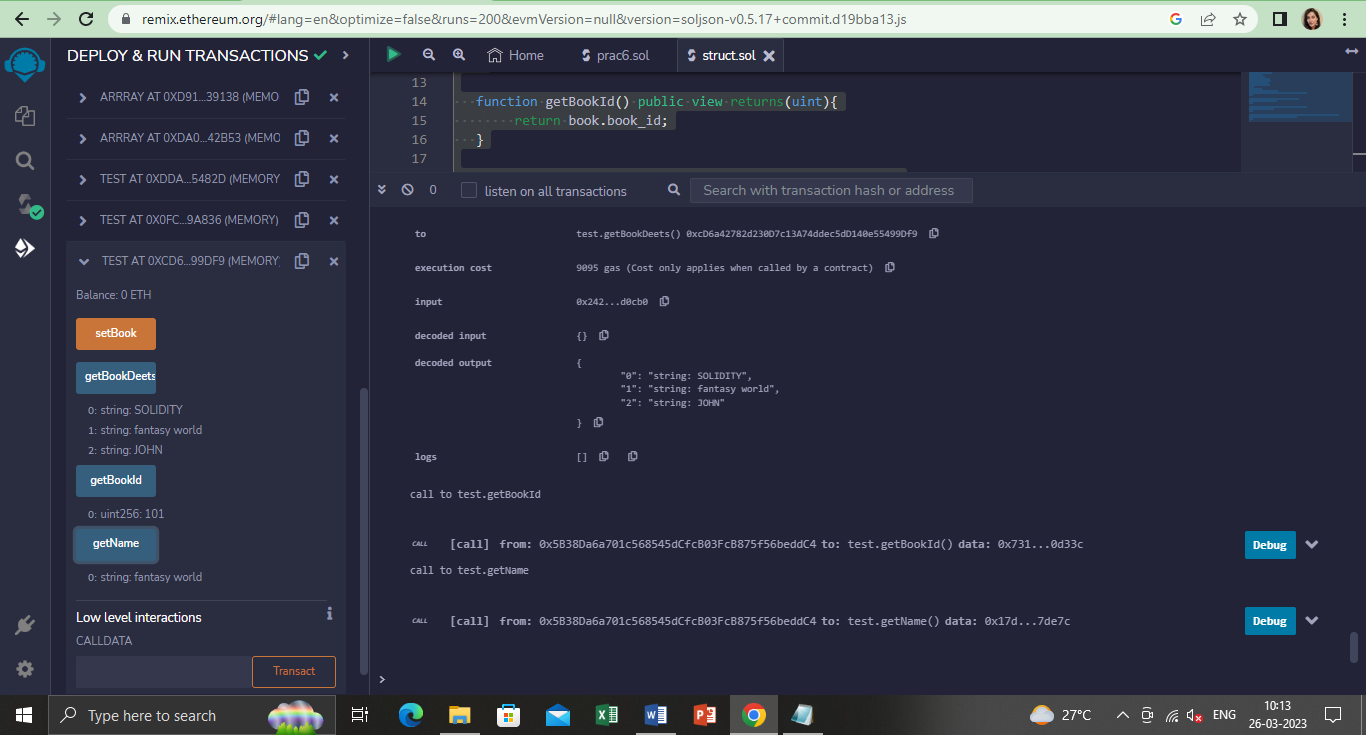 remix.ethereum.org/#lang=en&optimize=false&runs=200&evmVersion=null&version=soljson-v0.5.17+commit.d19bba13.js
DEPLOY & RUN TRANSACTIONS
Home
prac6.sol
struct.sol
ARRRAY AT 0XD91...39138 (MEMO
ARRRAY AT 0XDA0...42B53 (MEMO
TEST AT 0XDDA...5482D (MEMORY
TEST AT 0X0FC...9A836 (MEMORY)
TEST AT 0XCD6...99DF9 (MEMORY
Balance: 0 ETH
setBook
getBookDeets
0: string: SOLIDITY
1: string: fantasy world
2: string: JOHN
getBookId
0: uint256: 101
getName
0: string: fantasy world
Low level interactions
CALLDATA
Transact
13
14 function getBookId() public view returns(uint){
15 return book.book_id;
16 }
17
0
listen on all transactions
Search with transaction hash or address
to test.getBookDeets() 0xcD6a42782d230D7c13A74ddec5dD140e55499Df9
execution cost 9095 gas (Cost only applies when called by a contract)
input 0x242...d0cb0
decoded input {}
decoded output {
"0": "string: SOLIDITY",
"1": "string: fantasy world",
"2": "string: JOHN"
}
logs []
call to test.getBookId
CALL [call] from: 0x5B38Da6a701c568545dCfcB03FcB875f56beddC4 to: test.getBookId() data: 0x731...0d33c
Debug
call to test.getName
CALL [call] from: 0x5B38Da6a701c568545dCfcB03FcB875f56beddC4 to: test.getName() data: 0x17d...7de7c
Debug
>
Type here to search
27°C
ENG
10:13
26-03-2023